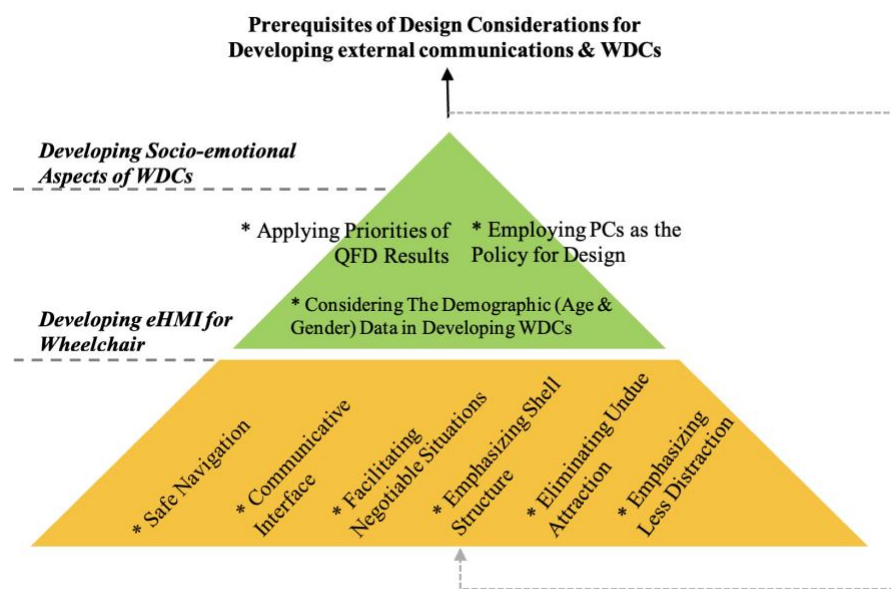 Prerequisites of Design Considerations for
Developing external communications & WDCs
Developing Socio-emotional
Aspects of WDCs
* Applying Priorities of
QFD Results
* Employing PCs as the
Policy for Design
* Considering The Demographic (Age &
Gender) Data in Developing WDCs
Developing eHMI for
Wheelchair
* Safe Navigation
* Communicative
Interface
* Facilitating
Negotiable Situations
* Emphasizing Shell
Structure
* Eliminating Undue
Attraction
* Emphasizing
Less Distraction